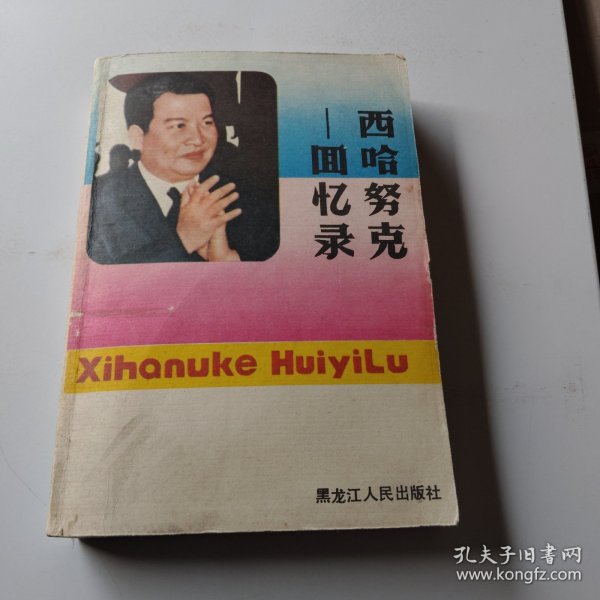 西哈努克
—回忆录
Xihanuke HuiyiLu
黑龙江人民出版社
孔夫子旧书网
www.kongfz.com